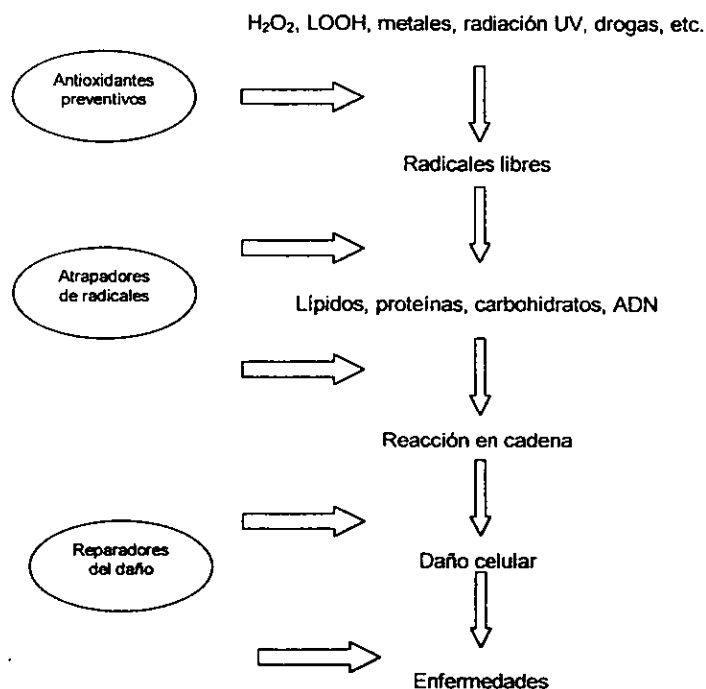 H₂O₂, LOOH, metales, radiación UV, drogas, etc.
Antioxidantes
preventivos
Radicales libres
Atrapadores
de radicales
Lípidos, proteínas, carbohidratos, ADN
Reacción en cadena
Reparadores
del daño
Daño celular
Enfermedades